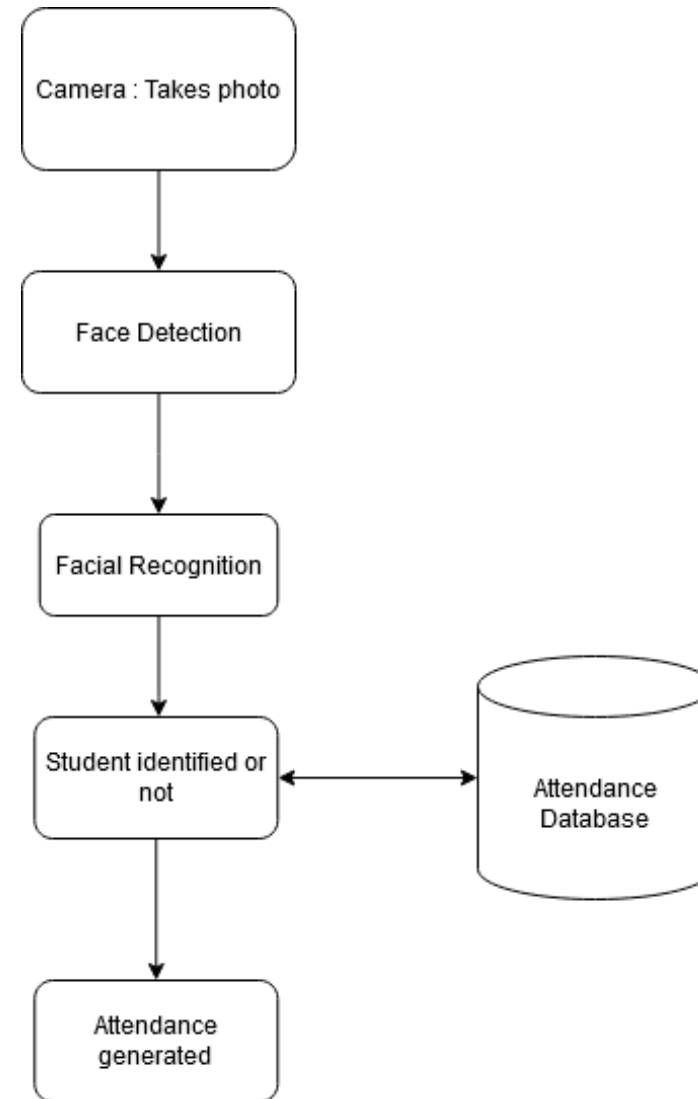 Camera : Takes photo
Face Detection
Facial Recognition
Student identified or
not
Attendance
Database
Attendance
generated